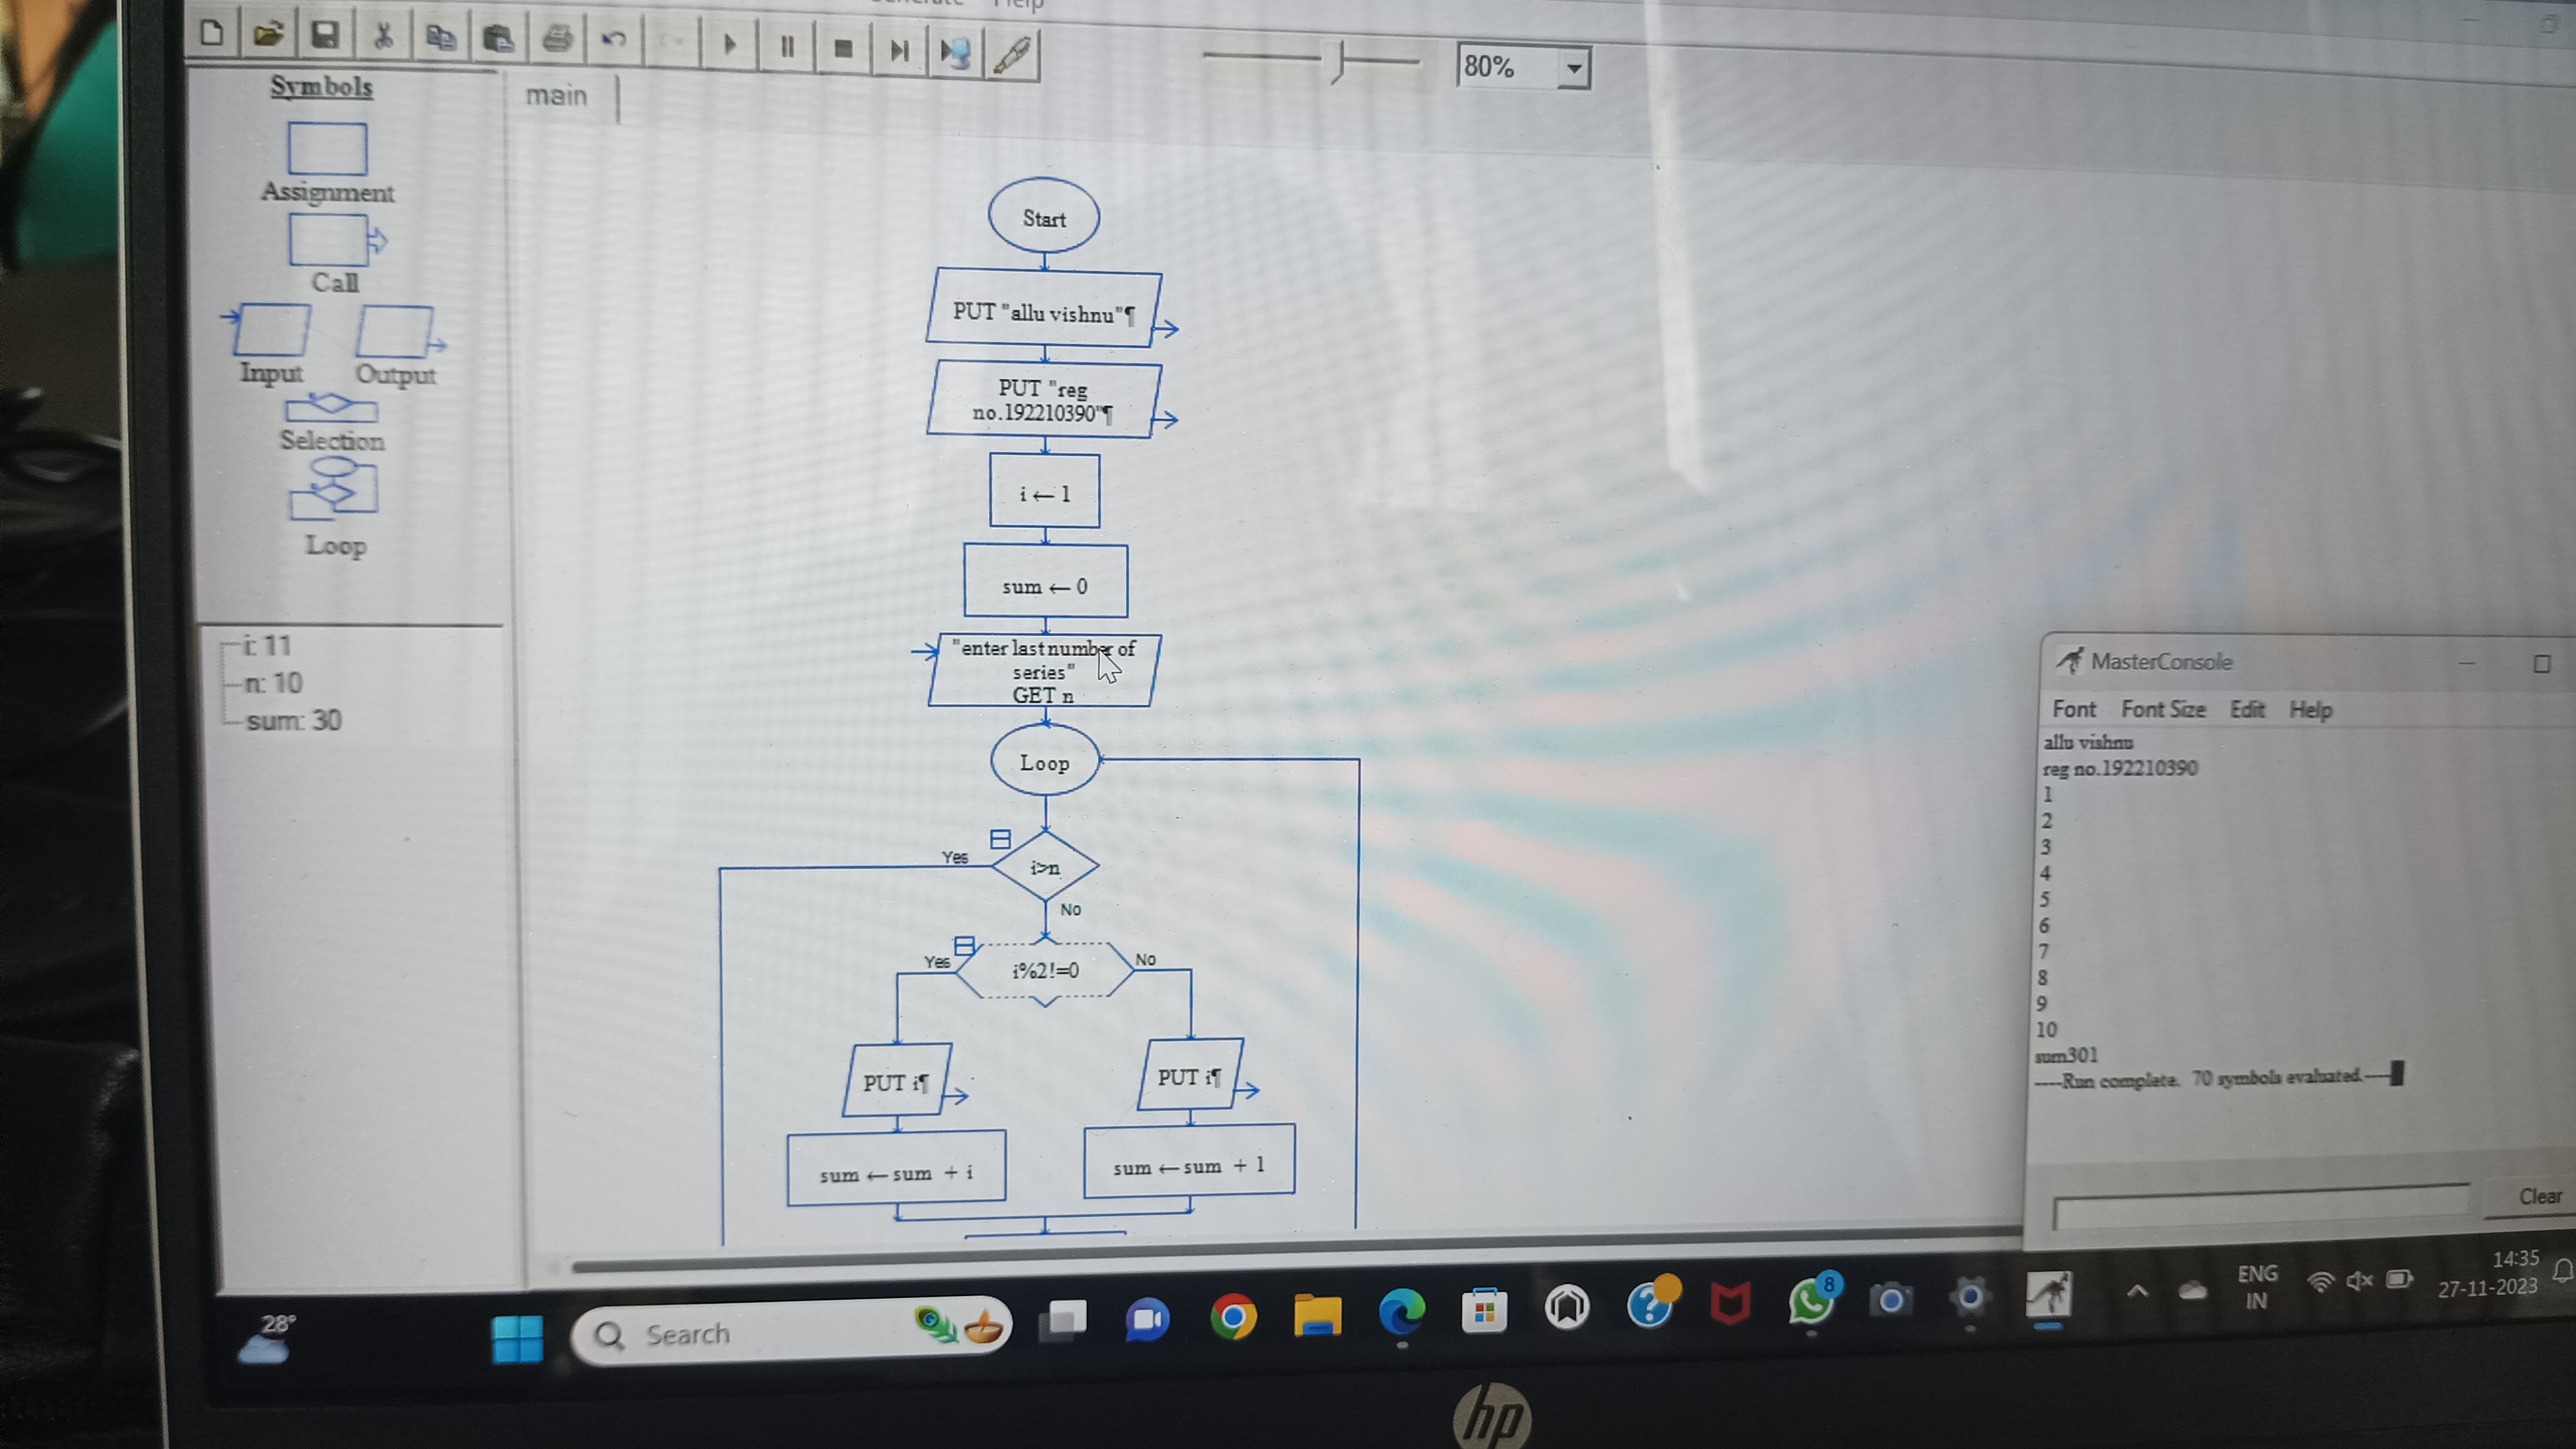 Help
80%
Symbols
Assignment
Call
Input Output
Selection
Loop
i: 11
n: 10
sum: 30
main
Start
PUT "allu vishnu"¶
PUT "reg
no.192210390"¶
i ← 1
sum ← 0
"enter last number of
series"
GET n
Loop
Yes
i>n
No
Yes
i%2!=0
No
PUT i¶
PUT i¶
sum ← sum + i
sum ← sum + 1
MasterConsole
Font Font Size Edit Help
allu vishnu
reg no.192210390
1
2
3
4
5
6
7
8
9
10
sum301
----Run complete. 70 symbols evaluated.----
Clear
28°
Search
8
ENG
IN
14:35
27-11-2023
hp